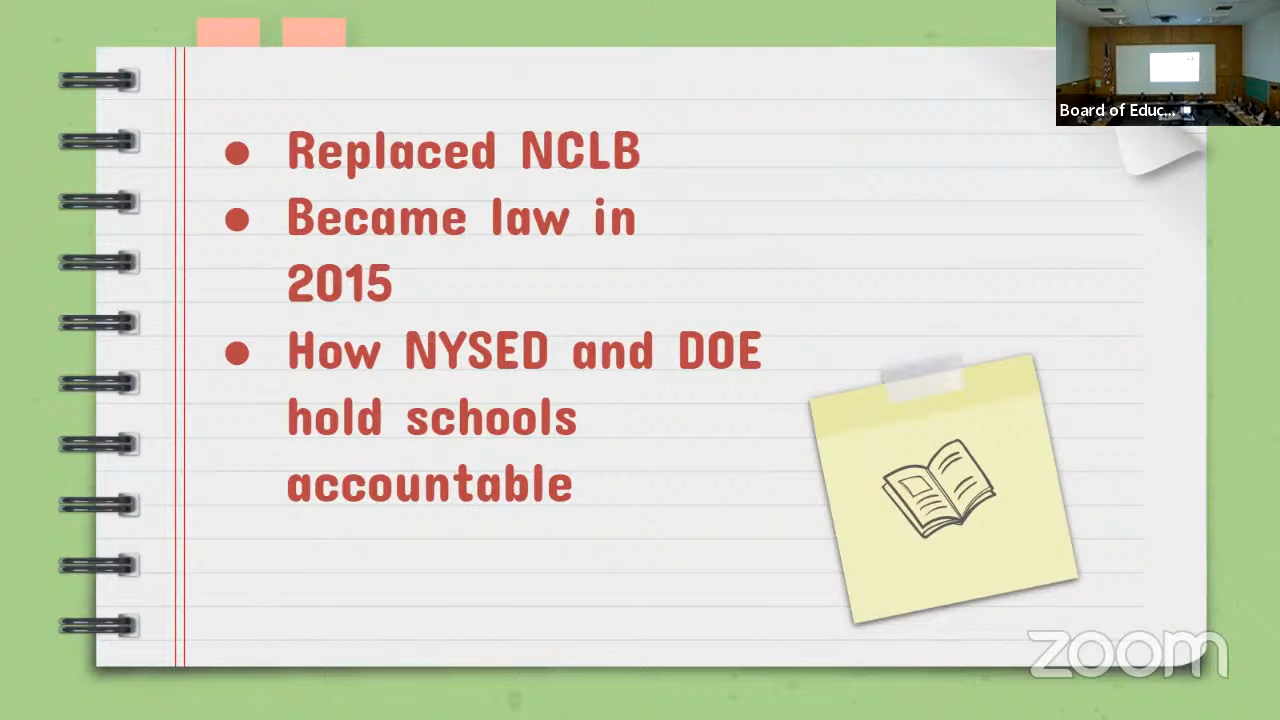 Board of Educ...
● Replaced NCLB
● Became law in
2015
● How NYSED and DOE
hold schools
accountable
zoom